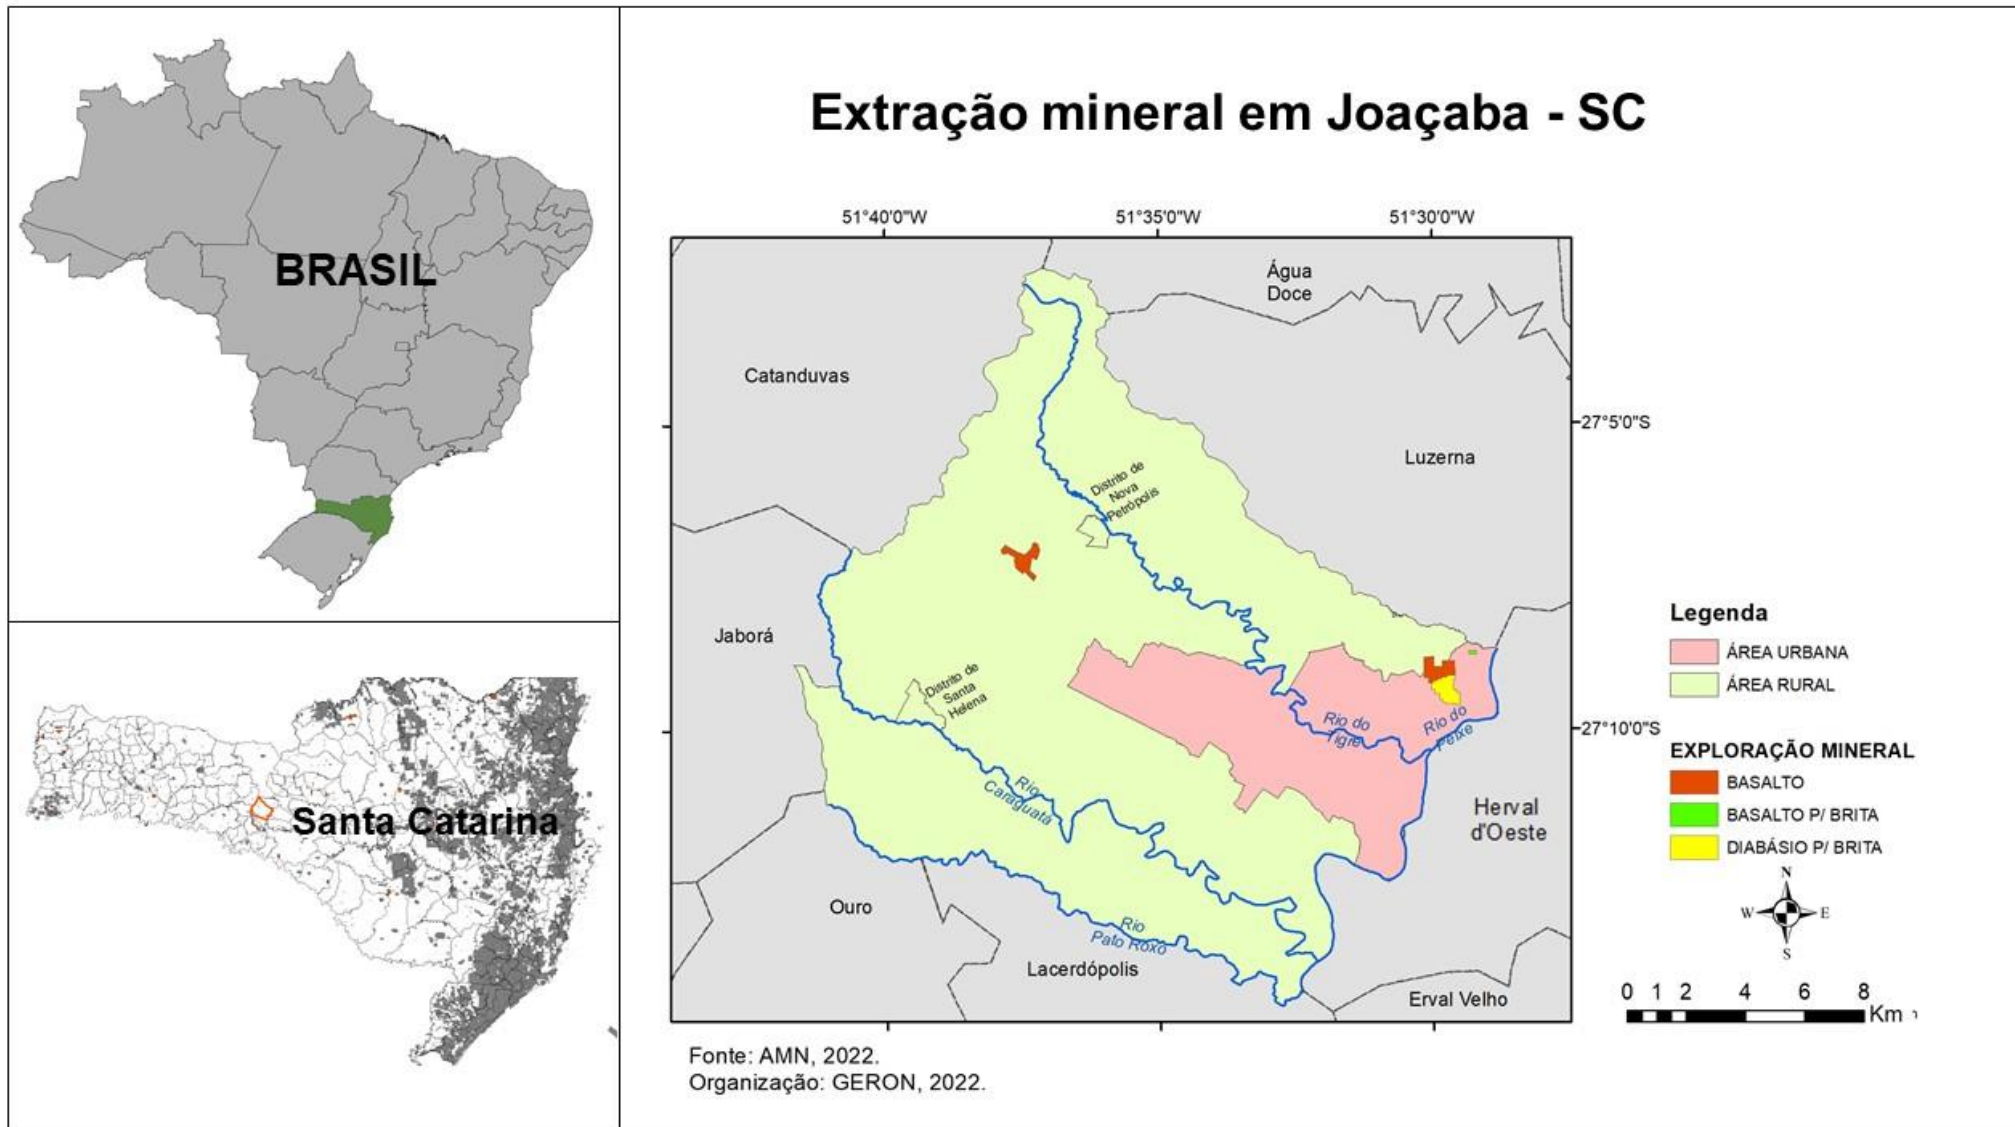 BRASIL
Santa Catarina
Extração mineral em Joaçaba - SC
51°40'0"W
51°35'0"W
51°30'0"W
Água
Doce
Catanduvas
27°5'0"S
Luzerna
Distrito de
Nova
Petrópolis
Jaborá
Distrito de
Santa
Helena
Rio do
Tigre
Rio do
Peixe
27°10'0"S
Rio
Caraguatá
Herval
d'Oeste
Ouro
Rio
Pato Roxo
Lacerdópolis
Erval Velho
Legenda
ÁREA URBANA
ÁREA RURAL
EXPLORAÇÃO MINERAL
BASALTO
BASALTO P/ BRITA
DIABÁSIO P/ BRITA
N
W
E
S
0 1 2 4 6 8
Km
Fonte: AMN, 2022.
Organização: GERON, 2022.